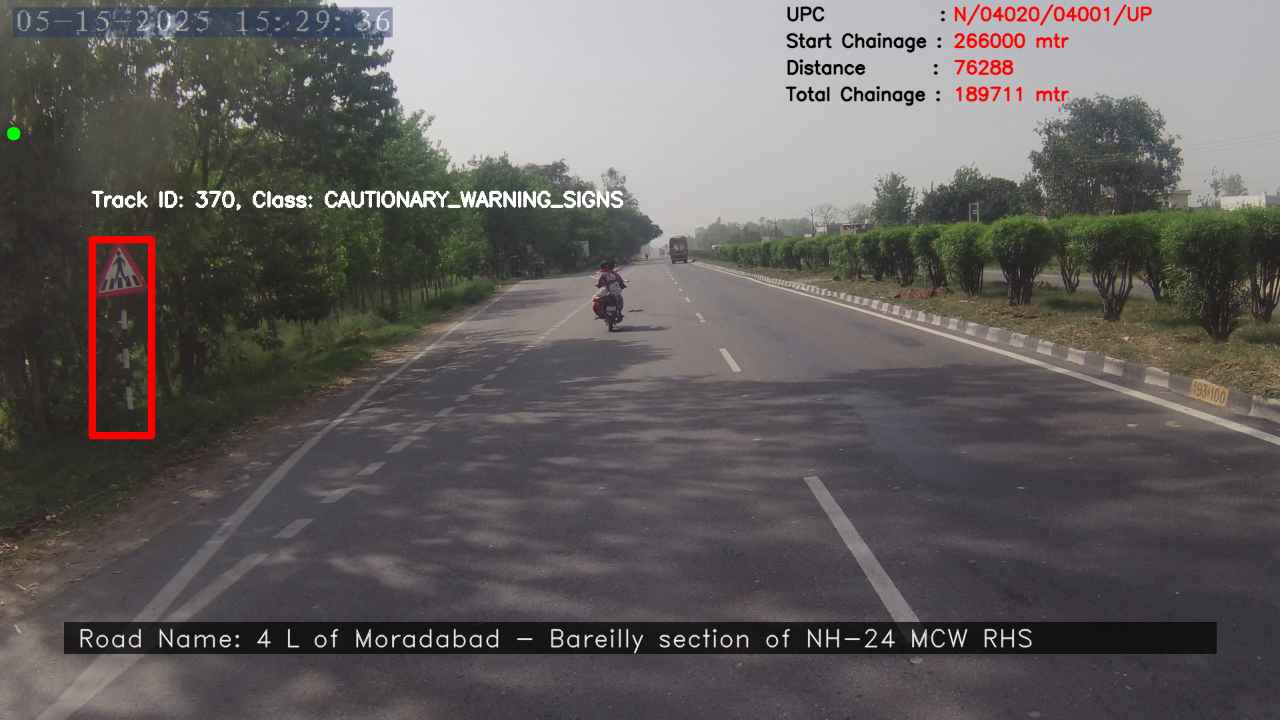 05-15-2025 15:29:36
UPC : N/04020/04001/UP
Start Chainage : 266000 mtr
Distance : 76288
Total Chainage : 189711 mtr
Track ID: 370, Class: CAUTIONARY_WARNING_SIGNS
Road Name: 4 L of Moradabad - Bareilly section of NH-24 MCW RHS